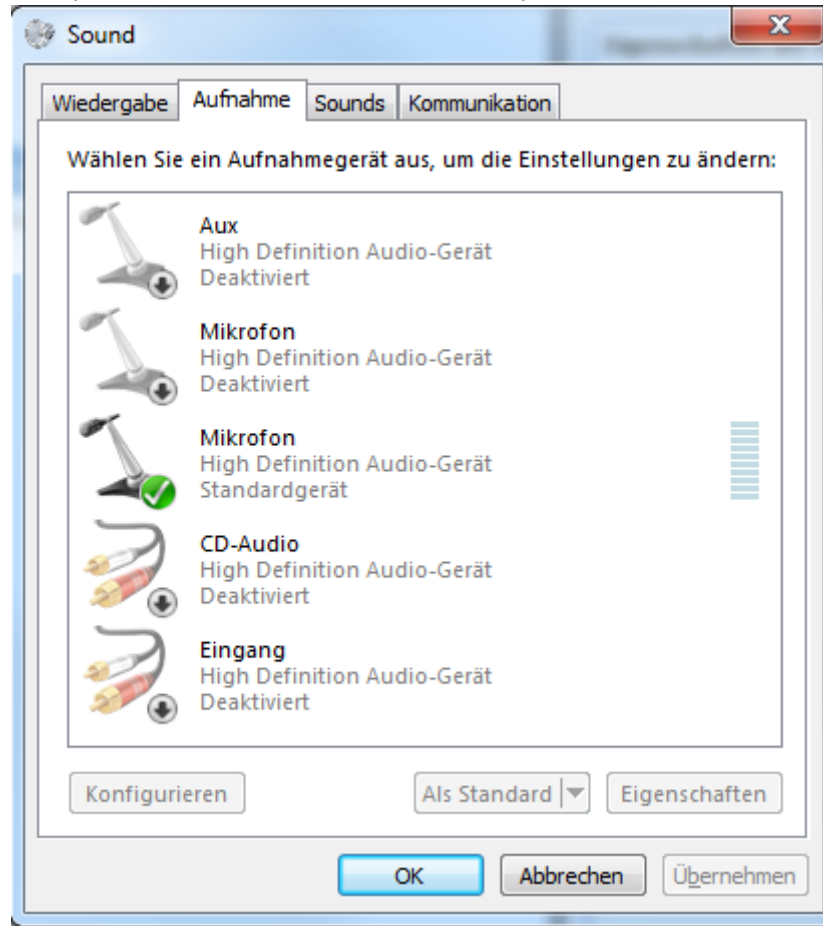 Sound
Wiedergabe Aufnahme Sounds Kommunikation
Wählen Sie ein Aufnahmegerät aus, um die Einstellungen zu ändern:
Aux
High Definition Audio-Gerät
Deaktiviert
Mikrofon
High Definition Audio-Gerät
Deaktiviert
Mikrofon
High Definition Audio-Gerät
Standardgerät
CD-Audio
High Definition Audio-Gerät
Deaktiviert
Eingang
High Definition Audio-Gerät
Deaktiviert
Konfigurieren Als Standard Eigenschaften
OK Abbrechen Übernehmen